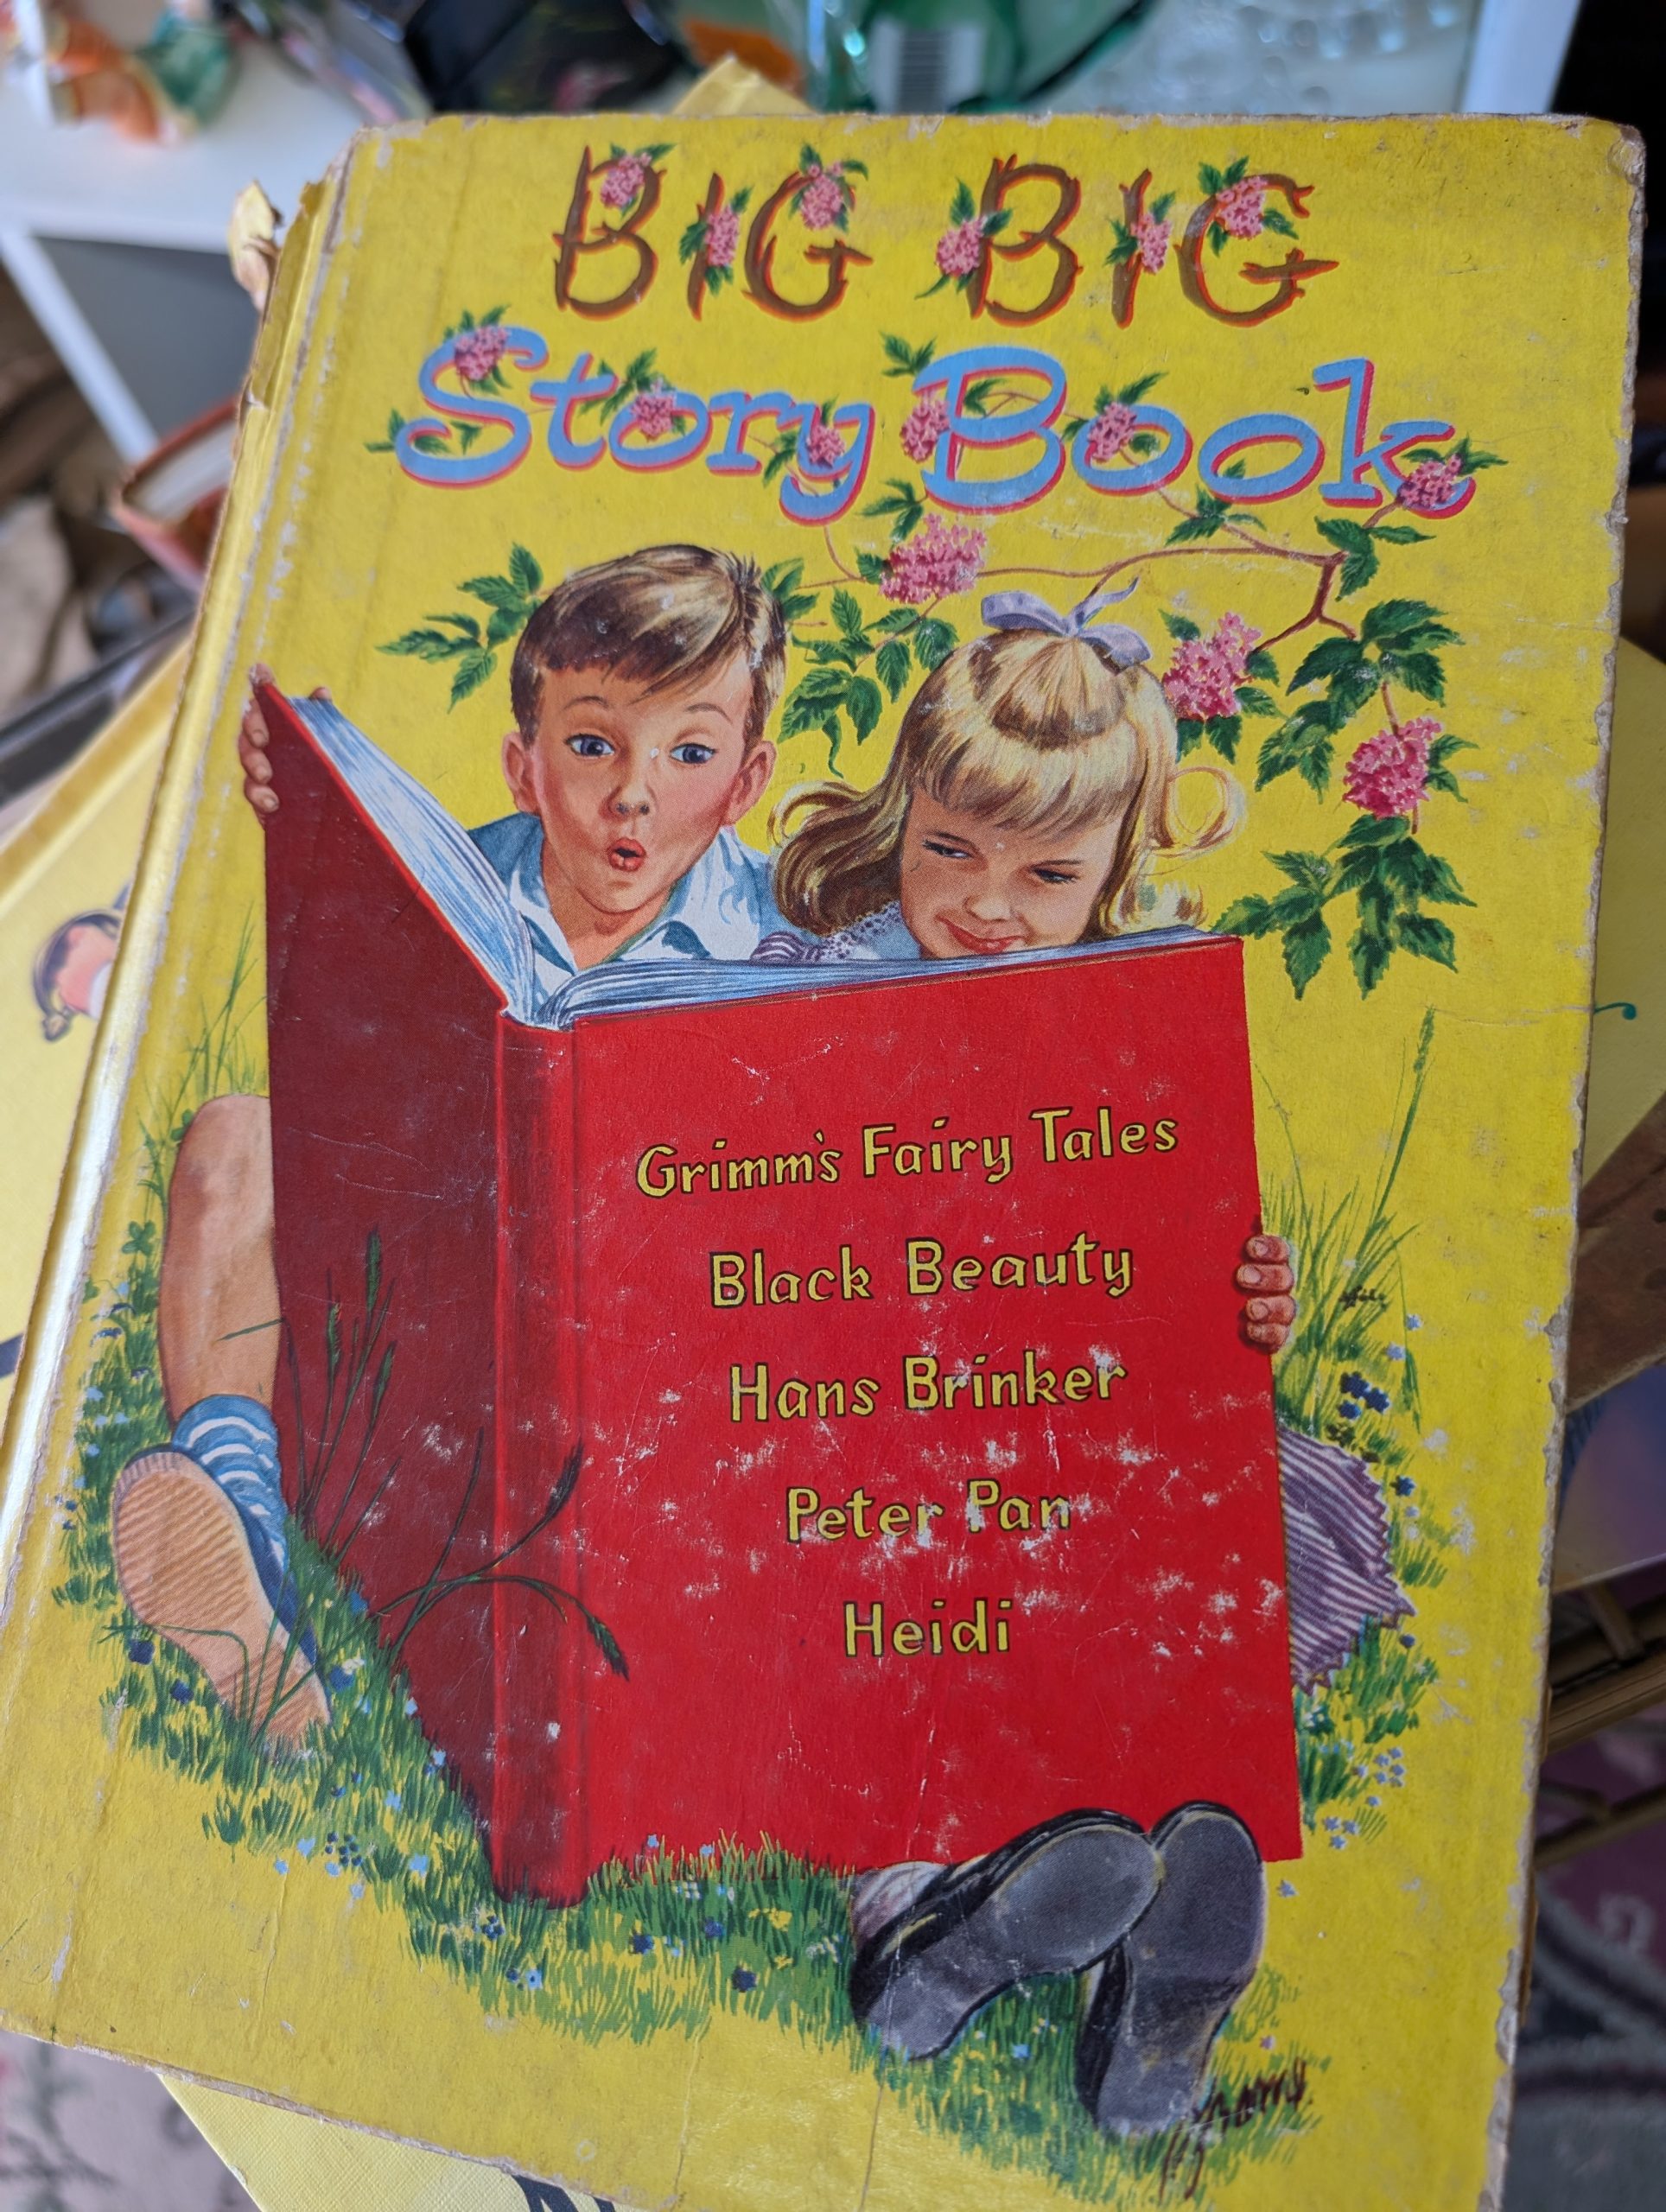 BIG BIG
Story Book
Grimm's Fairy Tales
Black Beauty
Hans Brinker
Peter Pan
Heidi